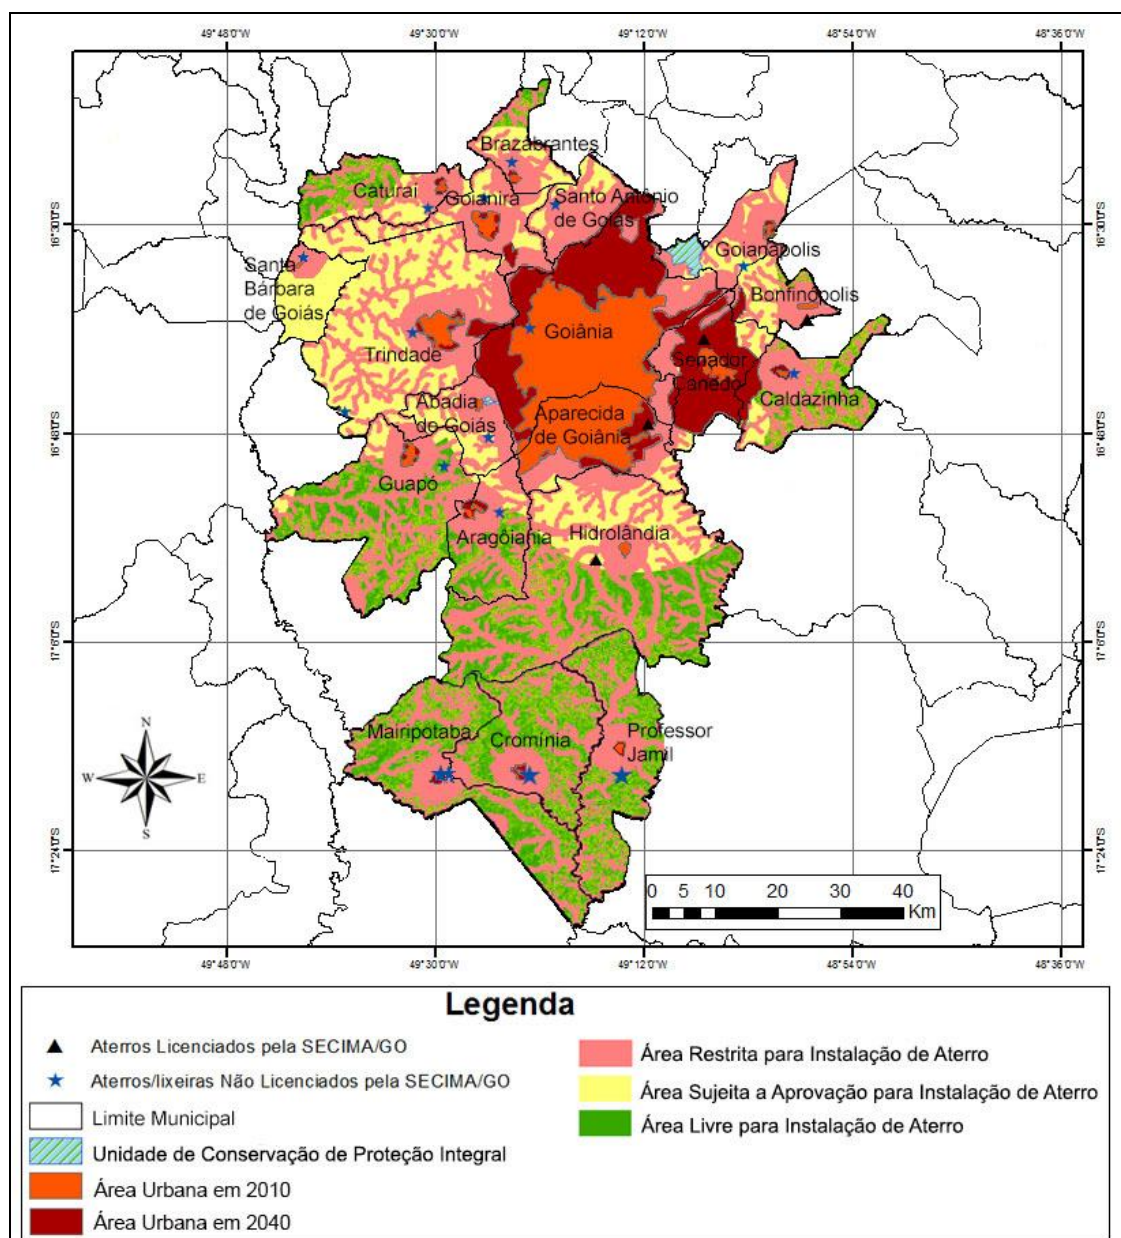 49°48'0"W
49°30'0"W
49°12'0"W
48°54'0"W
48°36'0"W
Brazabrantes
Caturaí
Goianira
Santo Antônio
de Goiás
16°30'0"S
16°30'0"S
Goianápolis
Santa
Bárbara
de Goiás
Bonfinópolis
Goiânia
Trindade
Senador
Canedo
Caldazinha
Abadia
de Goiás
Aparecida
de Goiânia
16°48'0"S
16°48'0"S
Guapó
Aragoiania
Hidrolândia
17°6'0"S
17°6'0"S
Mairipotaba
Cromínia
Professor
Jamil
N
W
E
S
17°24'0"S
17°24'0"S
0 5 10 20 30 40
Km
49°48'0"W
49°30'0"W
49°12'0"W
48°54'0"W
48°36'0"W
Legenda
Aterros Licenciados pela SECIMA/GO
Aterros/lixeiras Não Licenciados pela SECIMA/GO
Limite Municipal
Unidade de Conservação de Proteção Integral
Área Urbana em 2010
Área Urbana em 2040
Área Restrita para Instalação de Aterro
Área Sujeita a Aprovação para Instalação de Aterro
Área Livre para Instalação de Aterro